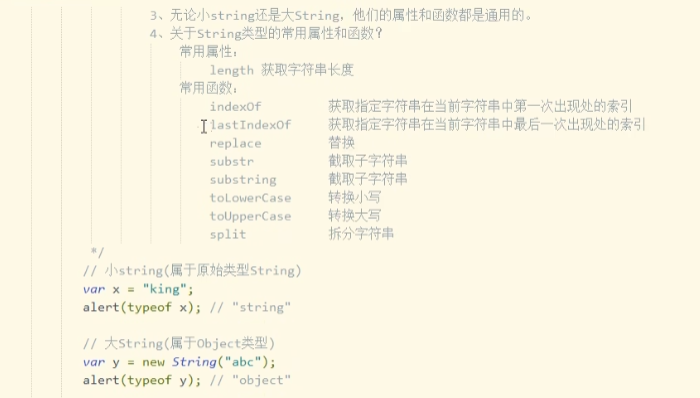 3、无论小string还是大String，他们的属性和函数都是通用的。
4、关于String类型的常用属性和函数?
常用属性：
length 获取字符串长度
常用函数：
indexOf 获取指定字符串在当前字符串中第一次出现处的索引
lastIndexOf 获取指定字符串在当前字符串中最后一次出现处的索引
replace 替换
substr 截取子字符串
substring 截取子字符串
toLowerCase 转换小写
toUpperCase 转换大写
split 拆分字符串
*/
// 小string(属于原始类型String)
var x = "king";
alert(typeof x); // "string"
// 大String(属于Object类型)
var y = new String("abc");
alert(typeof y); // "object"